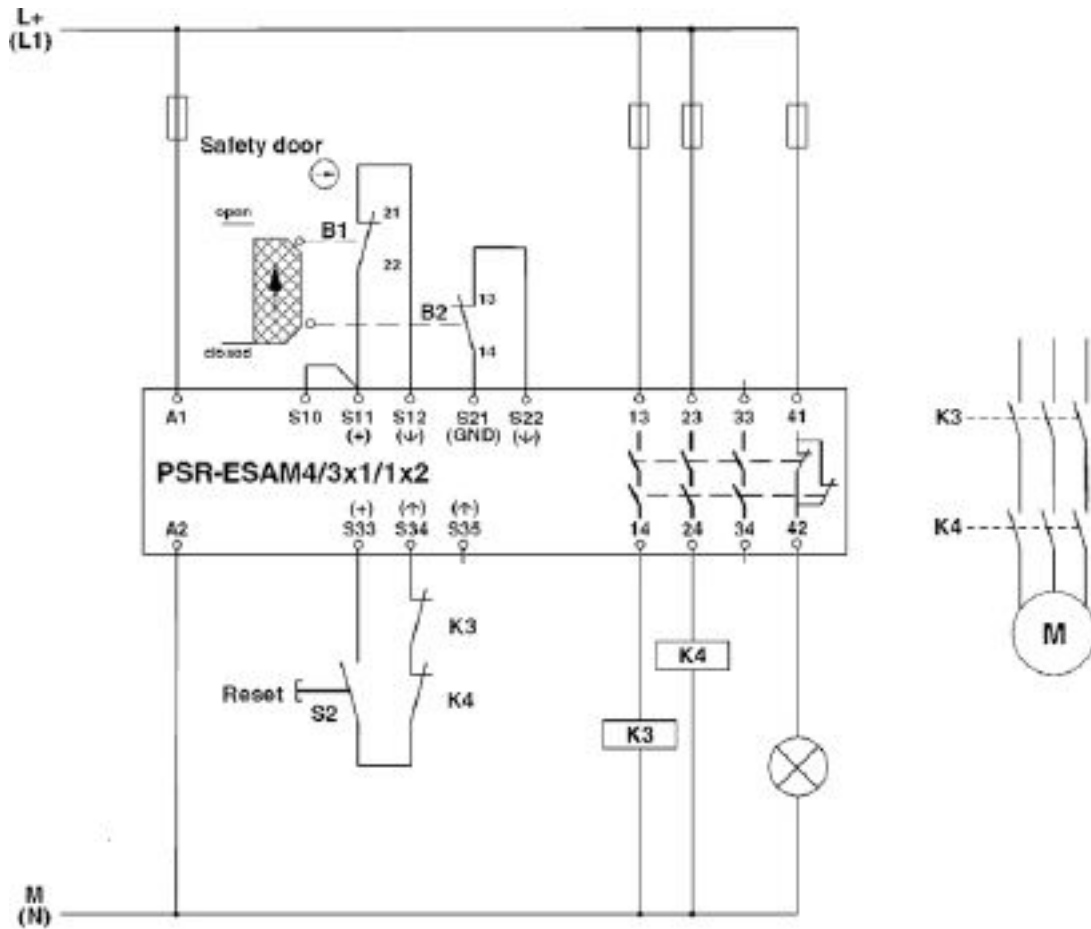 L+
(L1)
Safety door
open
B1
21
22
B2
13
14
closed
A1 S10 S11 S12 S21 S22 13 23 33 41
(+) (↓) (GND) (↓)
PSR-ESAM4/3x1/1x2
(+) (↑) (↑)
A2 S33 S34 S35 14 24 34 42
K3
K4
M
K3
K4
Reset
S2
K4
K3
M
(N)